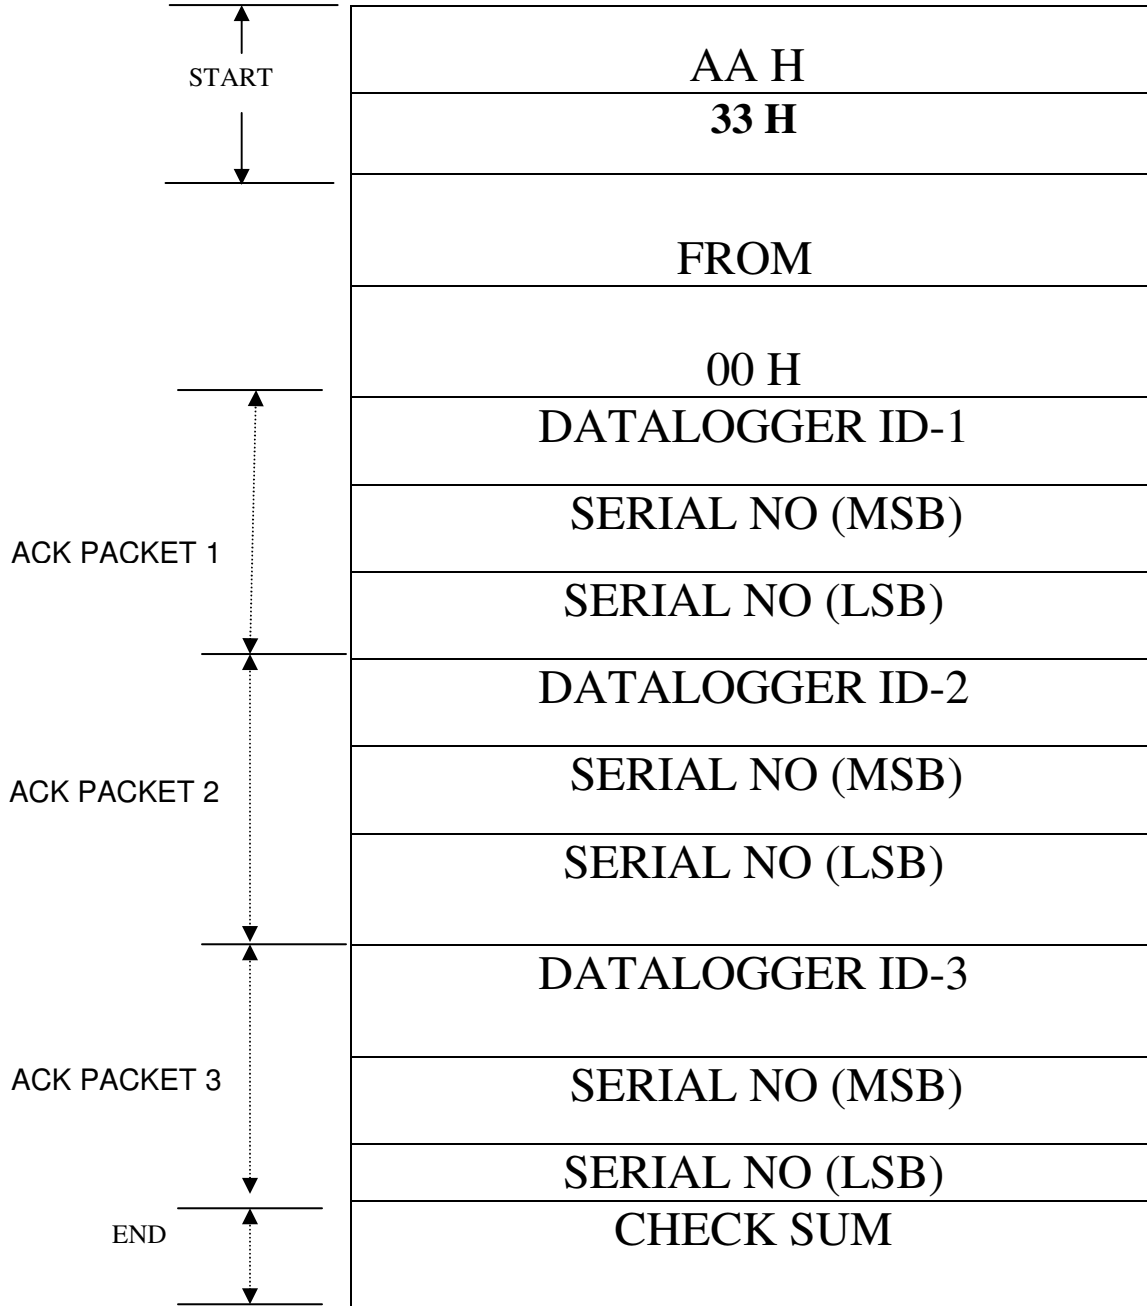 AA H
START
33 H
FROM
00 H
DATALOGGER ID-1
SERIAL NO (MSB)
ACK PACKET 1
SERIAL NO (LSB)
DATALOGGER ID-2
SERIAL NO (MSB)
ACK PACKET 2
SERIAL NO (LSB)
DATALOGGER ID-3
ACK PACKET 3
SERIAL NO (MSB)
SERIAL NO (LSB)
END
CHECK SUM